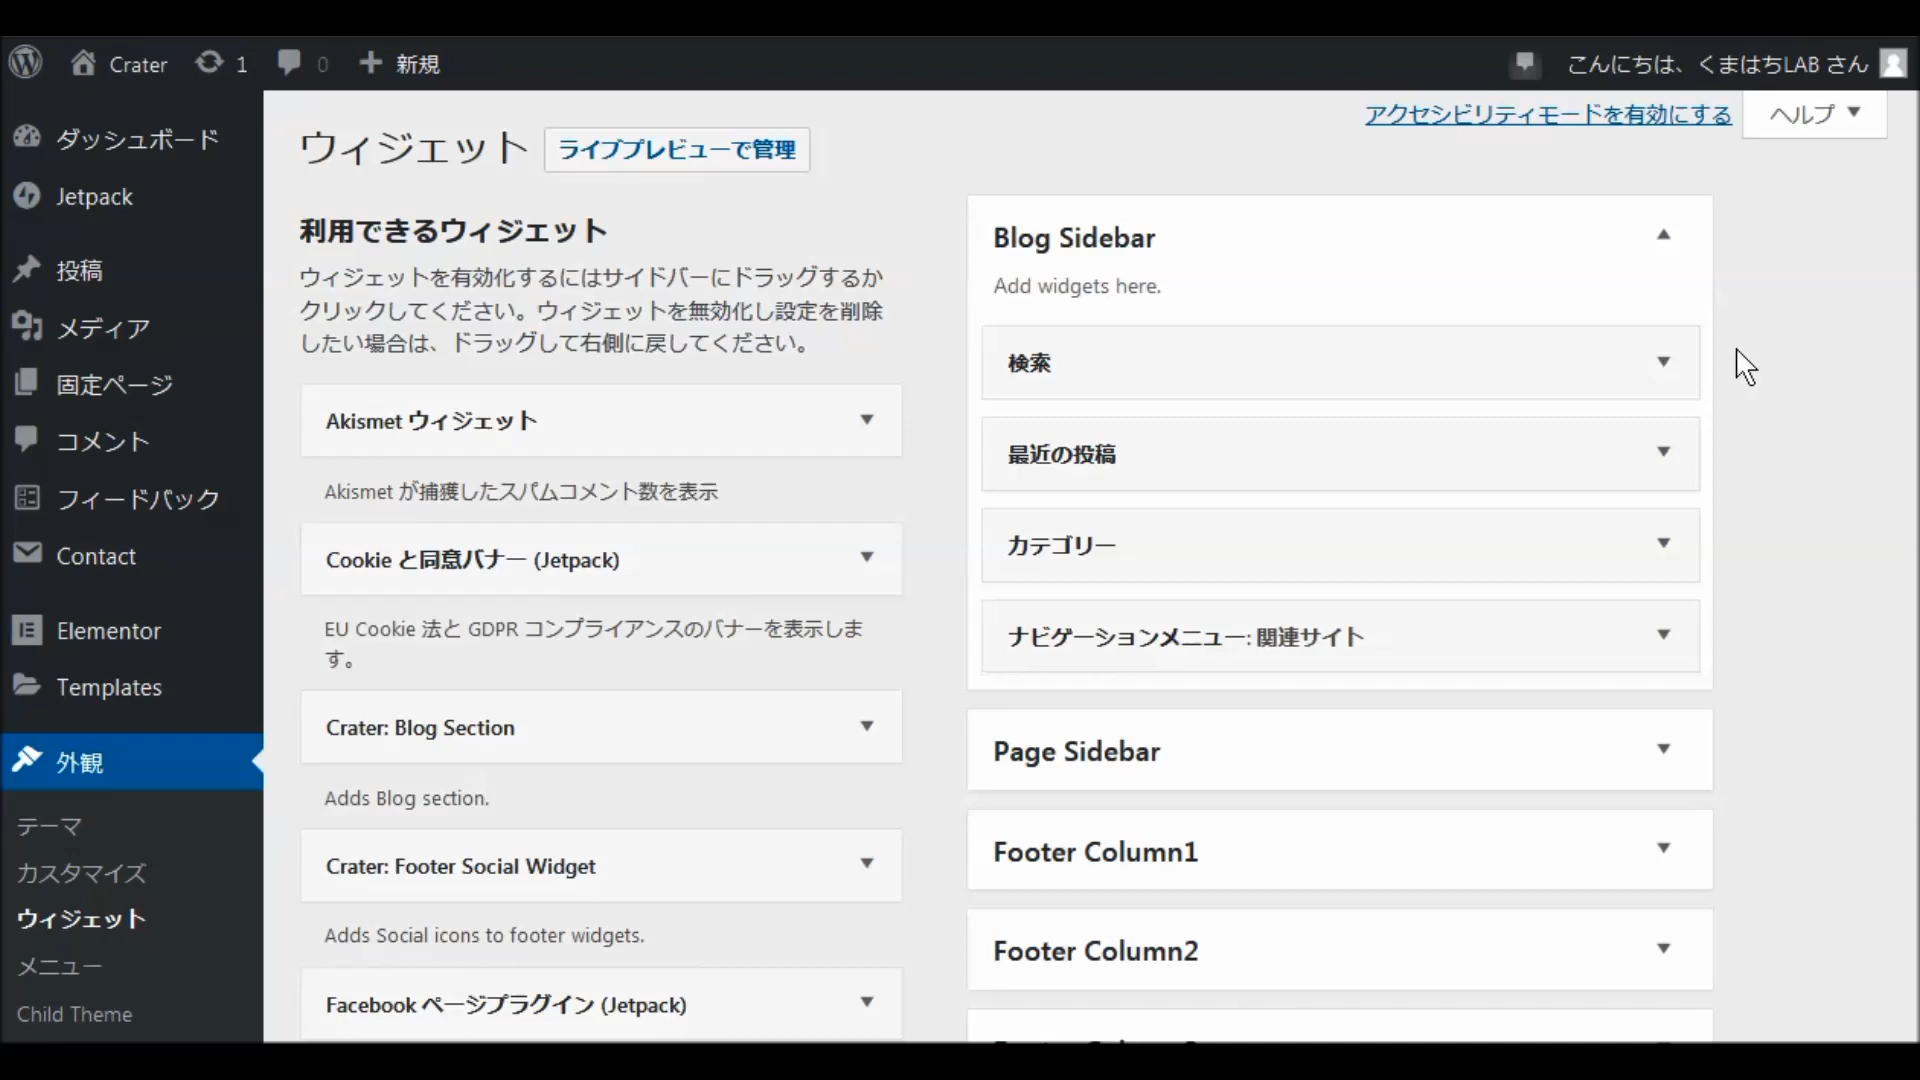 Crater
1
0
新規
こんにちは、くまはちLAB さん
ダッシュボード
Jetpack
投稿
メディア
固定ページ
コメント
フィードバック
Contact
Elementor
Templates
外観
テーマ
カスタマイズ
ウィジェット
メニュー
Child Theme
アクセシビリティモードを有効にする
ヘルプ
ウィジェット
ライブプレビューで管理
利用できるウィジェット
ウィジェットを有効化するにはサイドバーにドラッグするか
クリックしてください。ウィジェットを無効化し設定を削除
したい場合は、ドラッグして右側に戻してください。
Akismet ウィジェット
Akismet が捕獲したスパムコメント数を表示
Cookie と同意バナー (Jetpack)
EU Cookie 法と GDPR コンプライアンスのバナーを表示しま
す。
Crater: Blog Section
Adds Blog section.
Crater: Footer Social Widget
Adds Social icons to footer widgets.
Facebook ページプラグイン (Jetpack)
Blog Sidebar
Add widgets here.
検索
最近の投稿
カテゴリー
ナビゲーションメニュー: 関連サイト
Page Sidebar
Footer Column1
Footer Column2